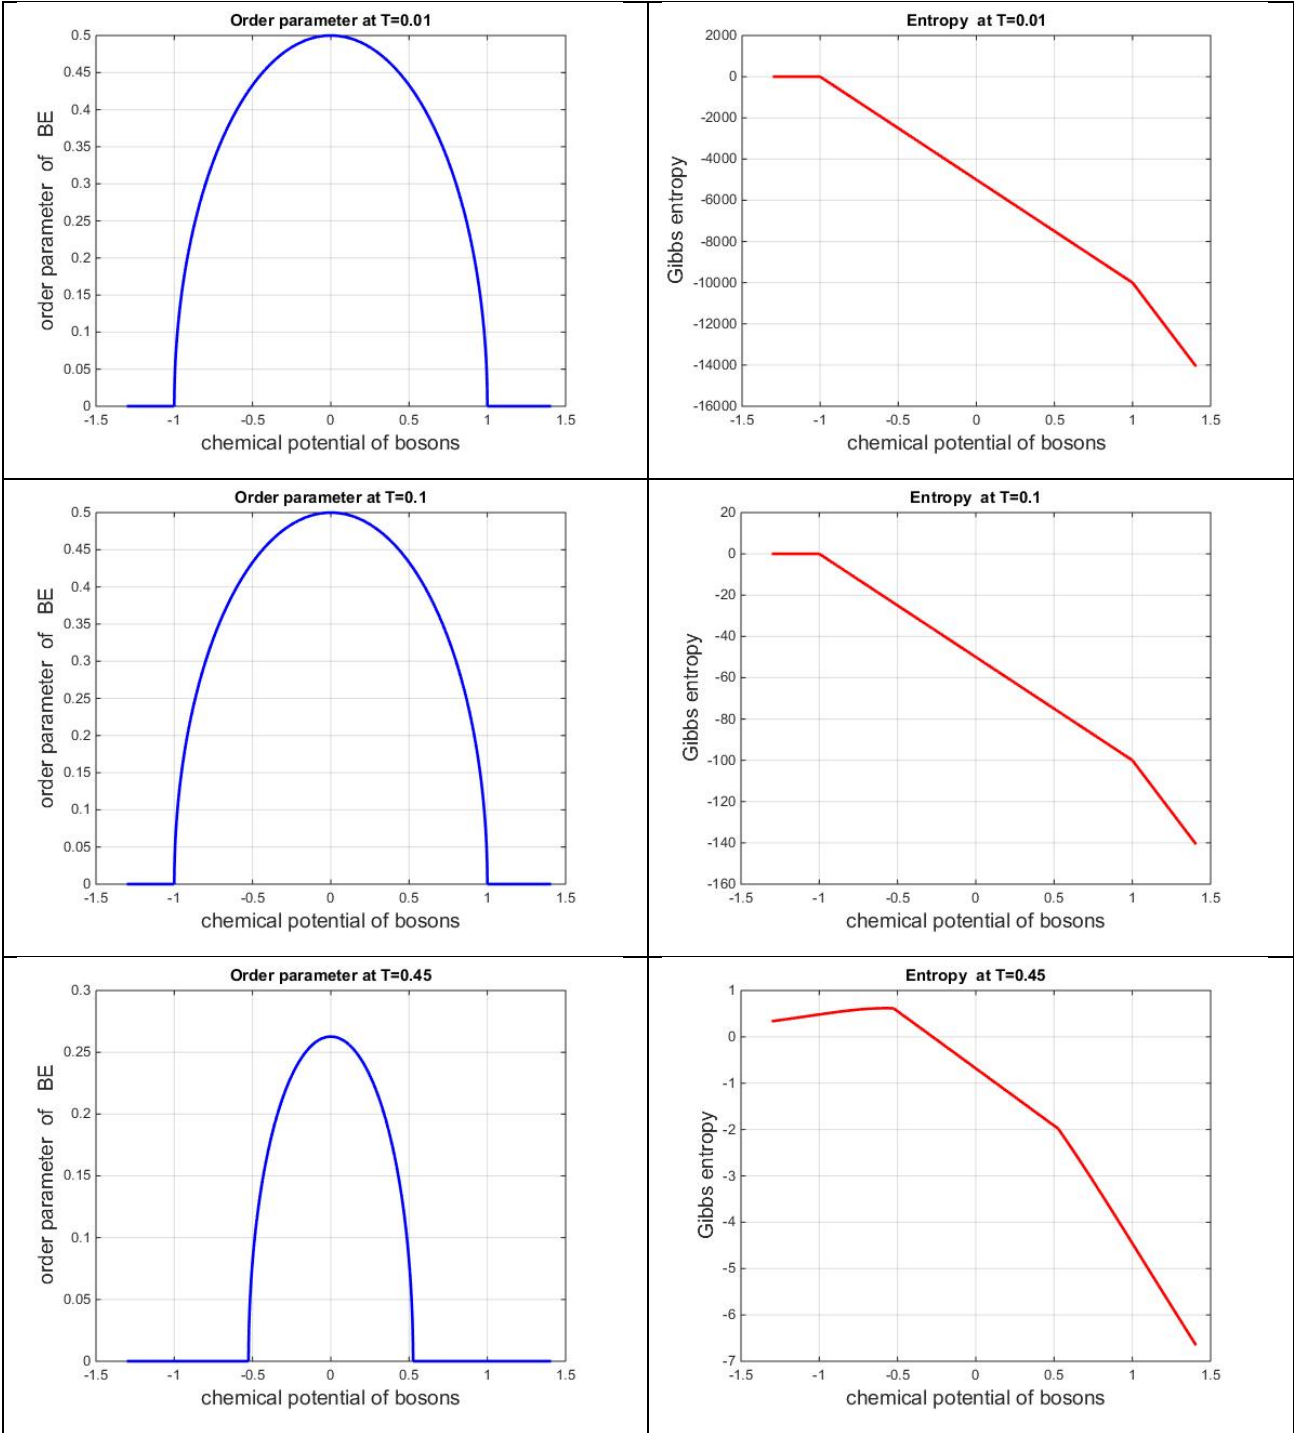 Order parameter at T=0.01
order parameter of BE
0.5
0.45
0.4
0.35
0.3
0.25
0.2
0.15
0.1
0.05
0
-1.5 -1 -0.5 0 0.5 1 1.5
chemical potential of bosons
Entropy at T=0.01
Gibbs entropy
2000
0
-2000
-4000
-6000
-8000
-10000
-12000
-14000
-16000
-1.5 -1 -0.5 0 0.5 1 1.5
chemical potential of bosons
Order parameter at T=0.1
order parameter of BE
0.5
0.45
0.4
0.35
0.3
0.25
0.2
0.15
0.1
0.05
0
-1.5 -1 -0.5 0 0.5 1 1.5
chemical potential of bosons
Entropy at T=0.1
Gibbs entropy
20
0
-20
-40
-60
-80
-100
-120
-140
-160
-1.5 -1 -0.5 0 0.5 1 1.5
chemical potential of bosons
Order parameter at T=0.45
order parameter of BE
0.3
0.25
0.2
0.15
0.1
0.05
0
-1.5 -1 -0.5 0 0.5 1 1.5
chemical potential of bosons
Entropy at T=0.45
Gibbs entropy
1
0
-1
-2
-3
-4
-5
-6
-7
-1.5 -1 -0.5 0 0.5 1 1.5
chemical potential of bosons